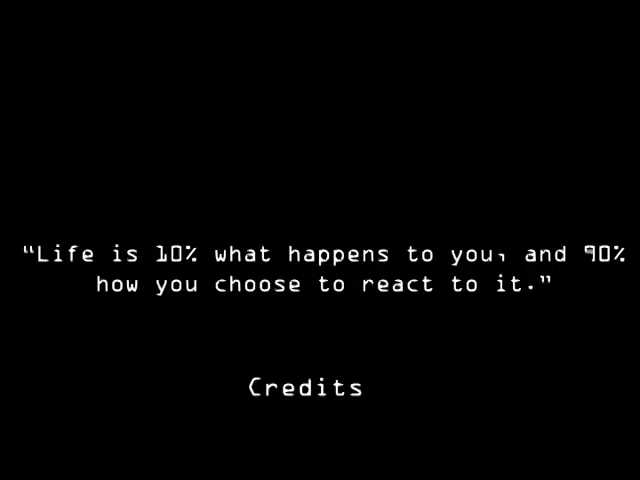 “Life is 10% what happens to you, and 90%
how you choose to react to it.”
Credits